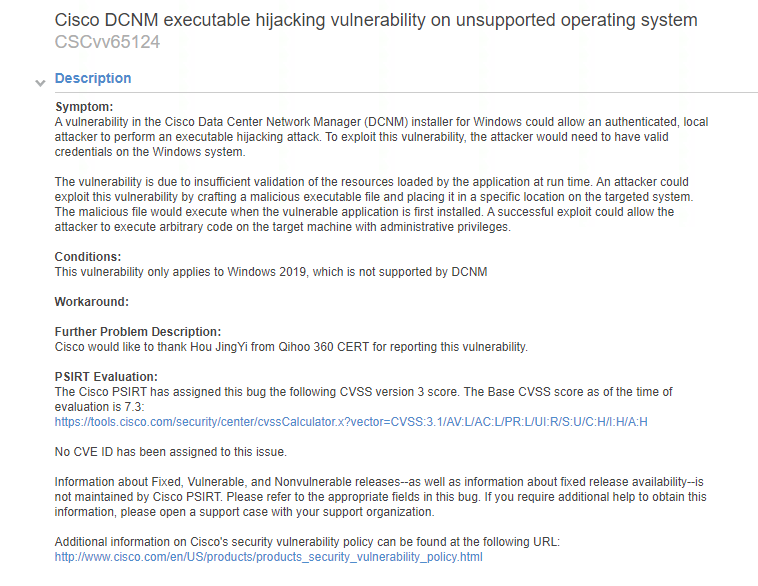 Cisco DCNM executable hijacking vulnerability on unsupported operating system
CSCvv65124
Description
Symptom:
A vulnerability in the Cisco Data Center Network Manager (DCNM) installer for Windows could allow an authenticated, local
attacker to perform an executable hijacking attack. To exploit this vulnerability, the attacker would need to have valid
credentials on the Windows system.
The vulnerability is due to insufficient validation of the resources loaded by the application at run time. An attacker could
exploit this vulnerability by crafting a malicious executable file and placing it in a specific location on the targeted system.
The malicious file would execute when the vulnerable application is first installed. A successful exploit could allow the
attacker to execute arbitrary code on the target machine with administrative privileges.
Conditions:
This vulnerability only applies to Windows 2019, which is not supported by DCNM
Workaround:
Further Problem Description:
Cisco would like to thank Hou JingYi from Qihoo 360 CERT for reporting this vulnerability.
PSIRT Evaluation:
The Cisco PSIRT has assigned this bug the following CVSS version 3 score. The Base CVSS score as of the time of
evaluation is 7.3:
https://tools.cisco.com/security/center/cvssCalculator.x?vector=CVSS:3.1/AV:L/AC:L/PR:L/UI:R/S:U/C:H/I:H/A:H
No CVE ID has been assigned to this issue.
Information about Fixed, Vulnerable, and Nonvulnerable releases--as well as information about fixed release availability--is
not maintained by Cisco PSIRT. Please refer to the appropriate fields in this bug. If you require additional help to obtain this
information, please open a support case with your support organization.
Additional information on Cisco's security vulnerability policy can be found at the following URL:
http://www.cisco.com/en/US/products/products_security_vulnerability_policy.html